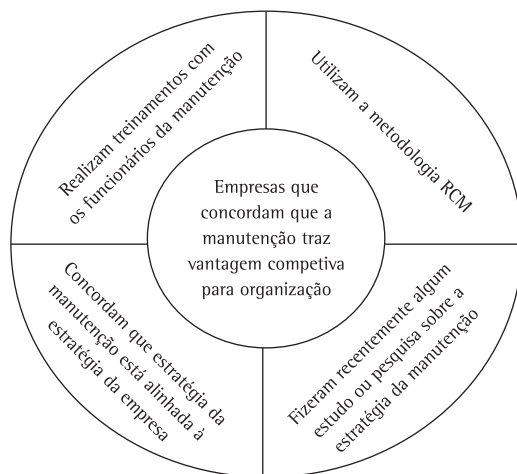 Realizam treinamentos com
os funcionários da manutenção
Utilizam a metodologia RCM
Empresas que
concordam que a
manutenção traz
vantagem competiva
para organização
Concordam que estratégia da
manutenção está alinhada à
estratégia da empresa
Fizeram recentemente algum
estudo ou pesquisa sobre a
estratégia da manutenção